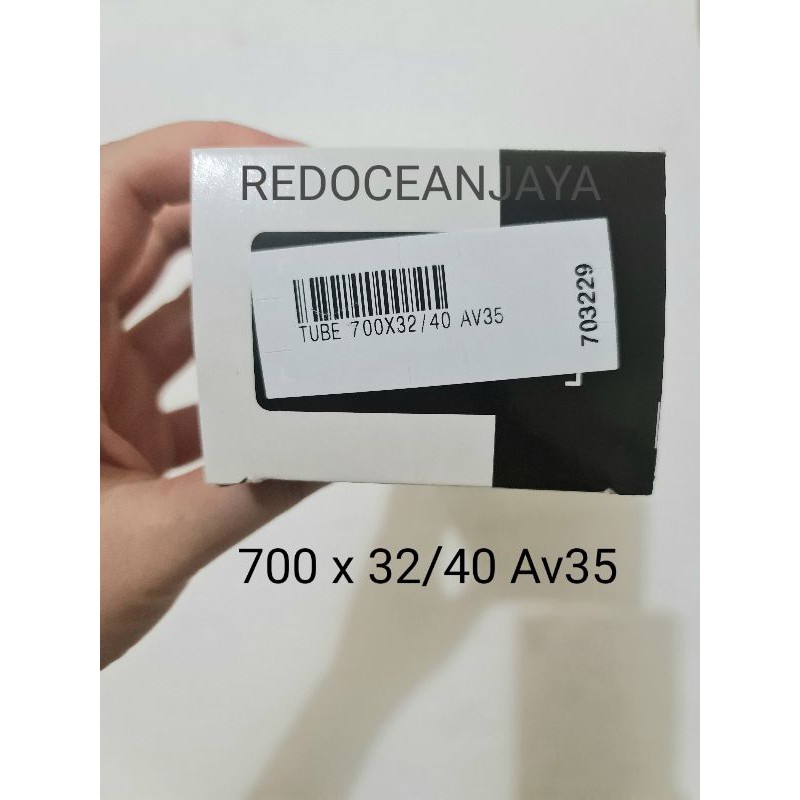 REDOCEANJAYA
TUBE 700X32/40 AV35
703229
700 x 32/40 Av35